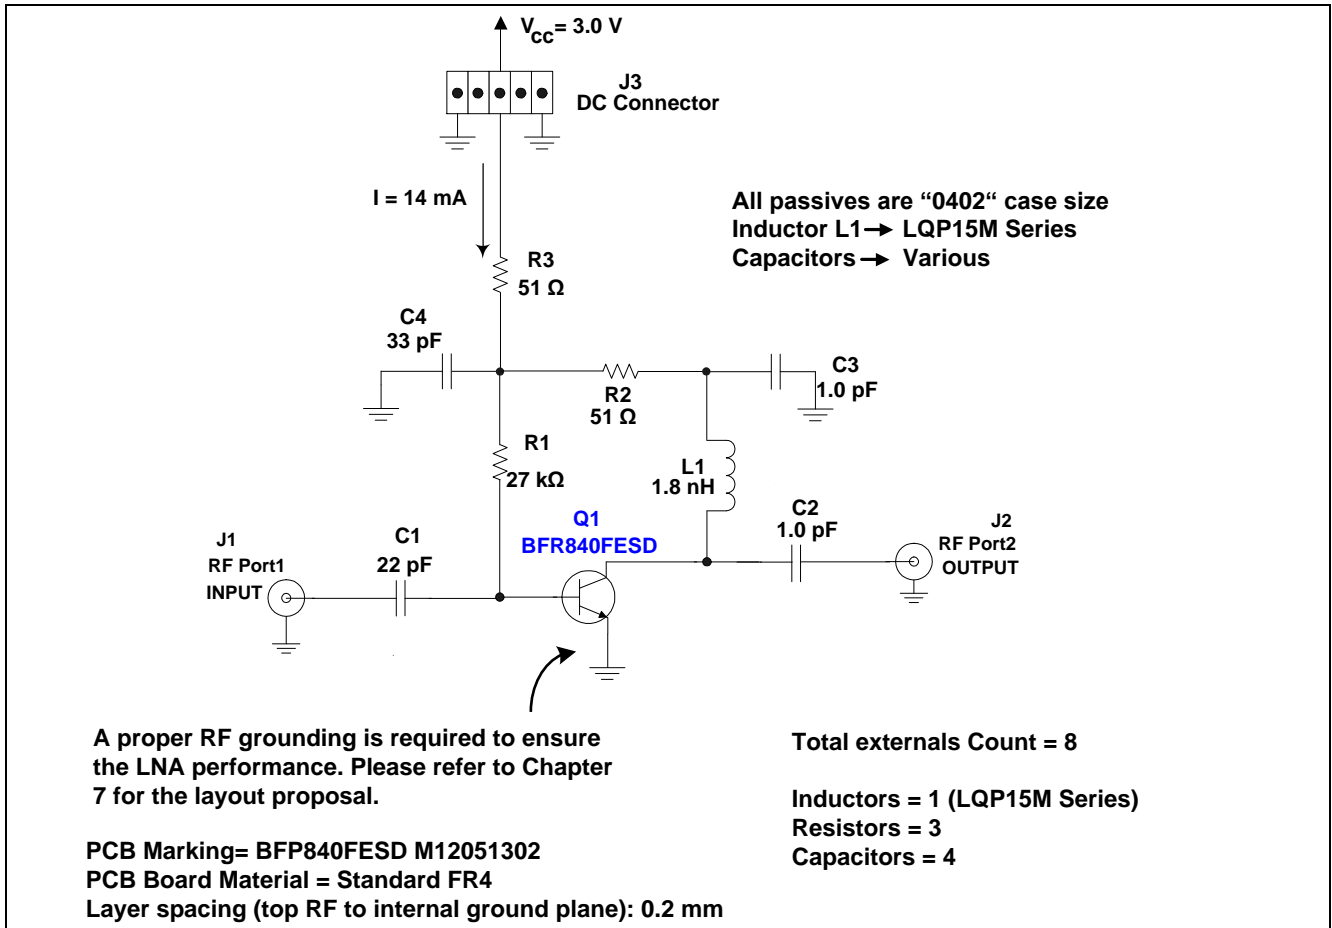 Vcc= 3.0 V
J3
DC Connector
I = 14 mA
All passives are “0402“ case size
Inductor L1→ LQP15M Series
Capacitors → Various
R3
51 Ω
C4
33 pF
C3
1.0 pF
R2
51 Ω
R1
27 kΩ
L1
1.8 nH
C2
1.0 pF
Q1
BFR840FESD
J2
RF Port2
OUTPUT
J1
RF Port1
INPUT
C1
22 pF
A proper RF grounding is required to ensure
the LNA performance. Please refer to Chapter
7 for the layout proposal.
Total externals Count = 8
Inductors = 1 (LQP15M Series)
Resistors = 3
Capacitors = 4
PCB Marking= BFP840FESD M12051302
PCB Board Material = Standard FR4
Layer spacing (top RF to internal ground plane): 0.2 mm